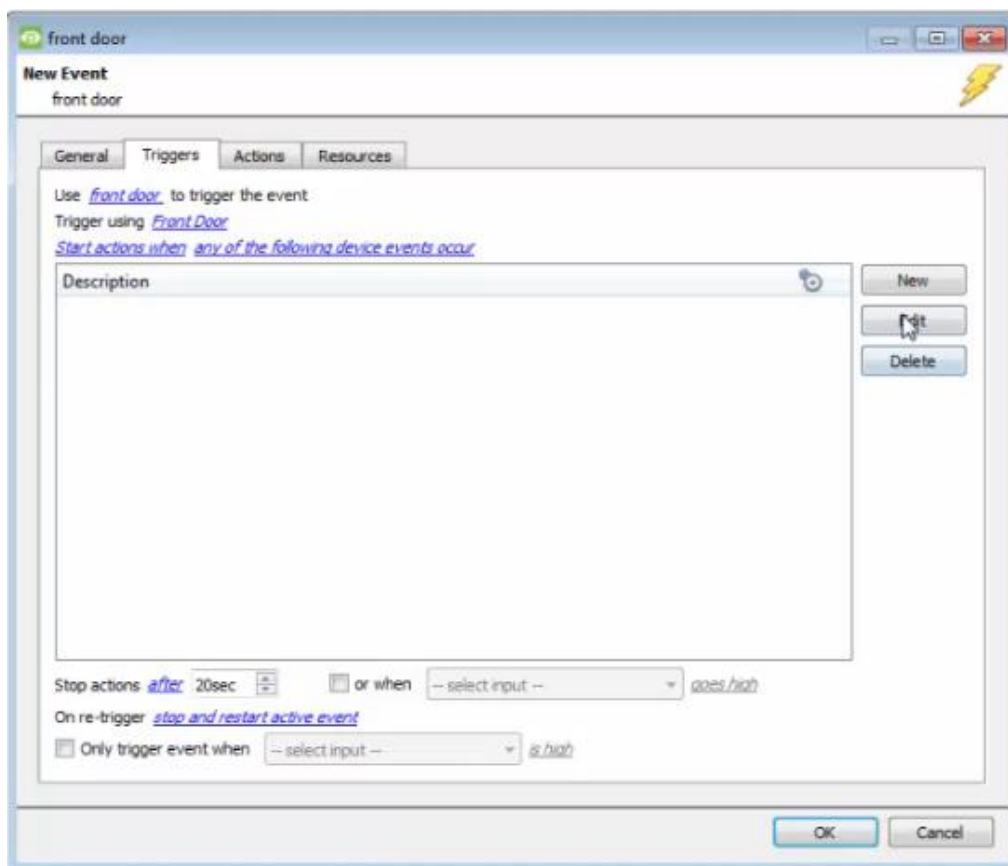 front door
New Event
front door
General Triggers Actions Resources
Use front door to trigger the event
Trigger using Front Door
Start actions when any of the following device events occur
Description
New
Edit
Delete
Stop actions after 20sec or when -- select input -- goes high
On re-trigger stop and restart active event
Only trigger event when -- select input -- is high
OK Cancel